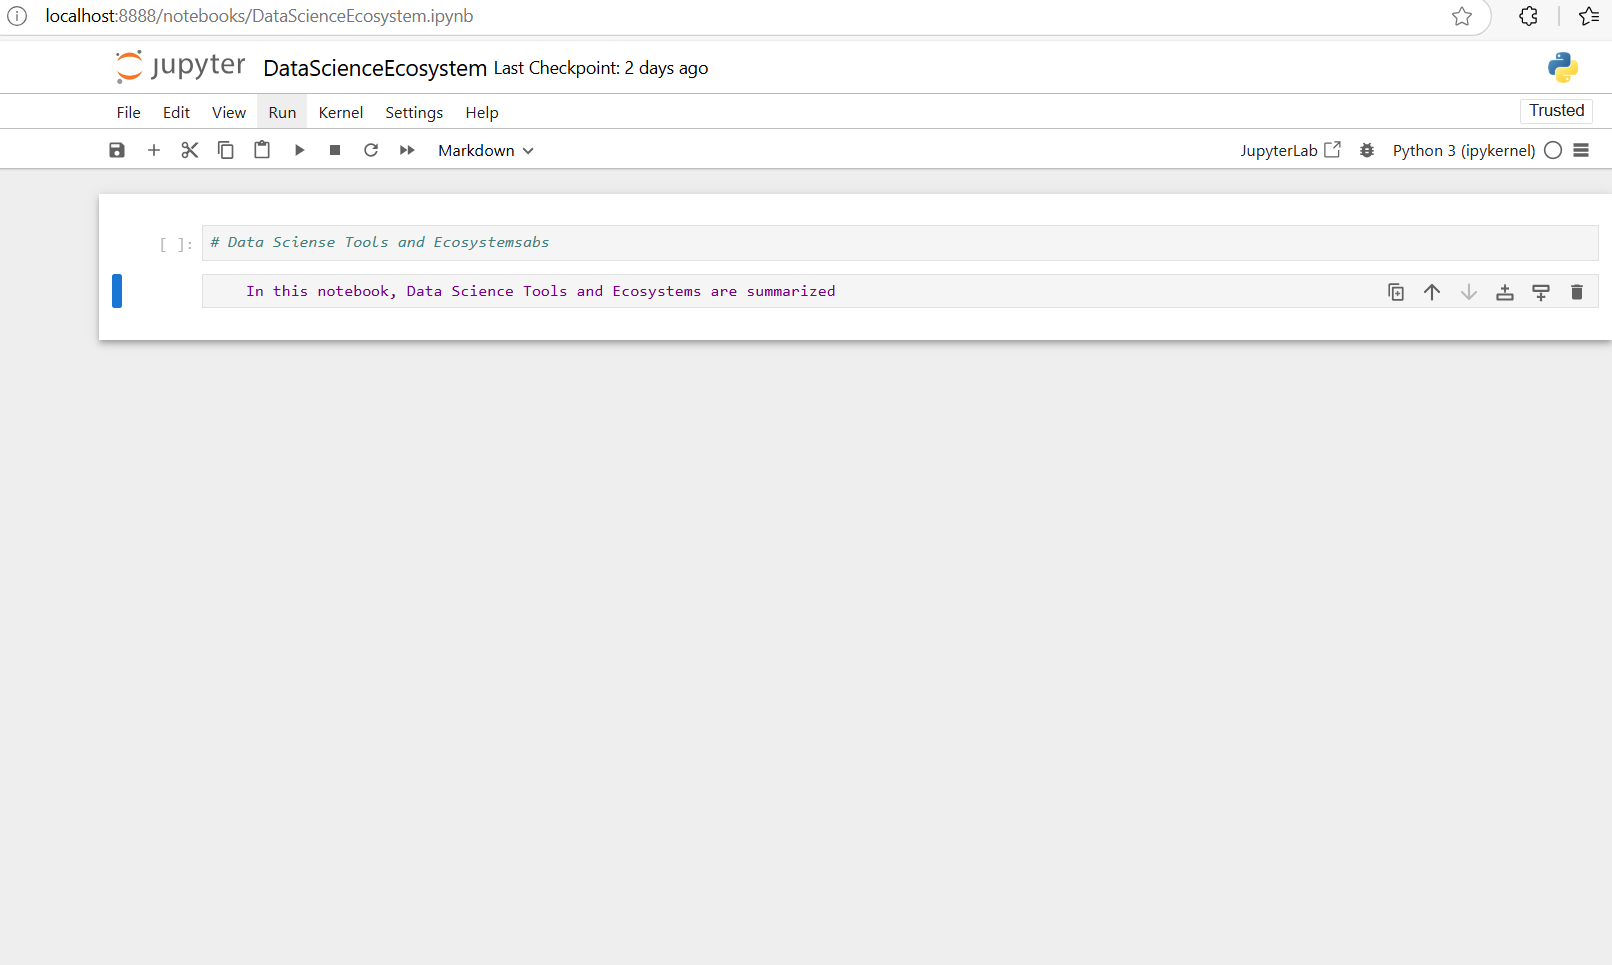 localhost:8888/notebooks/DataScienceEcosystem.ipynb
jupyter DataScienceEcosystem Last Checkpoint: 2 days ago
File Edit View Run Kernel Settings Help Trusted
Markdown JupyterLab Python 3 (ipykernel)
[ ]: # Data Sciense Tools and Ecosystemsabs
In this notebook, Data Science Tools and Ecosystems are summarized